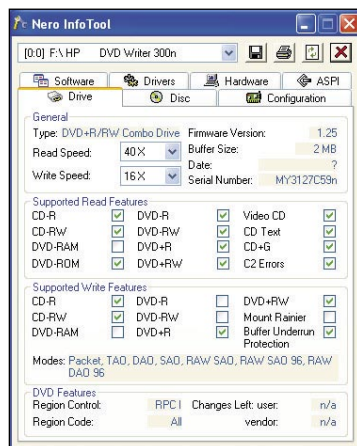 Nero InfoTool
[0:0] F:\ HP DVD Writer 300n
Software Drivers Hardware ASPI
Drive Disc Configuration
General
Type: DVD+R/RW Combo Drive Firmware Version: 1.25
Read Speed: 40 X Buffer Size: 2 MB
Date: ?
Write Speed: 16 X Serial Number: MY3127C59n
Supported Read Features
CD-R DVD-R Video CD
CD-RW DVD-RW CD Text
DVD-RAM DVD+R CD+G
DVD-ROM DVD+RW C2 Errors
Supported Write Features
CD-R DVD-R DVD+RW
CD-RW DVD-RW Mount Rainier
DVD-RAM DVD+R Buffer Underrun
Protection
Modes: Packet, TAO, DAO, SAO, RAW SAO, RAW SAO 96, RAW
DAO 96
DVD Features
Region Control: RPC I Changes Left: user: n/a
Region Code: All vendor: n/a